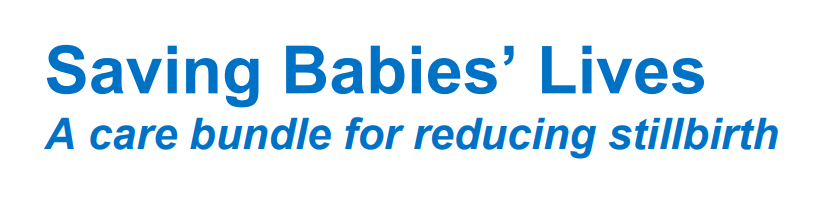 Saving Babies’ Lives
A care bundle for reducing stillbirth